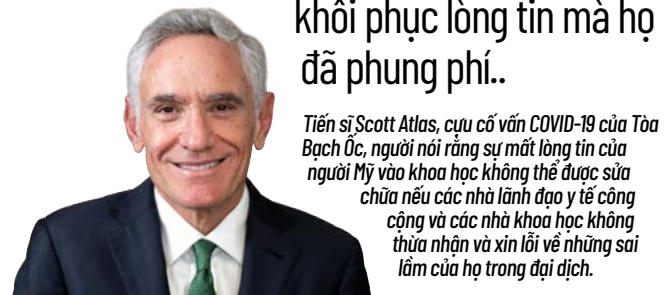 khôi phục lòng tin mà họ
đã phung phí..
Tiến sĩ Scott Atlas, cựu cố vấn COVID-19 của Tòa
Bạch Ốc, người nói rằng sự mất lòng tin của
người Mỹ vào khoa học không thể được sửa
chữa nếu các nhà lãnh đạo y tế công
cộng và các nhà khoa học không
thừa nhận và xin lỗi về những sai
lầm của họ trong đại dịch.